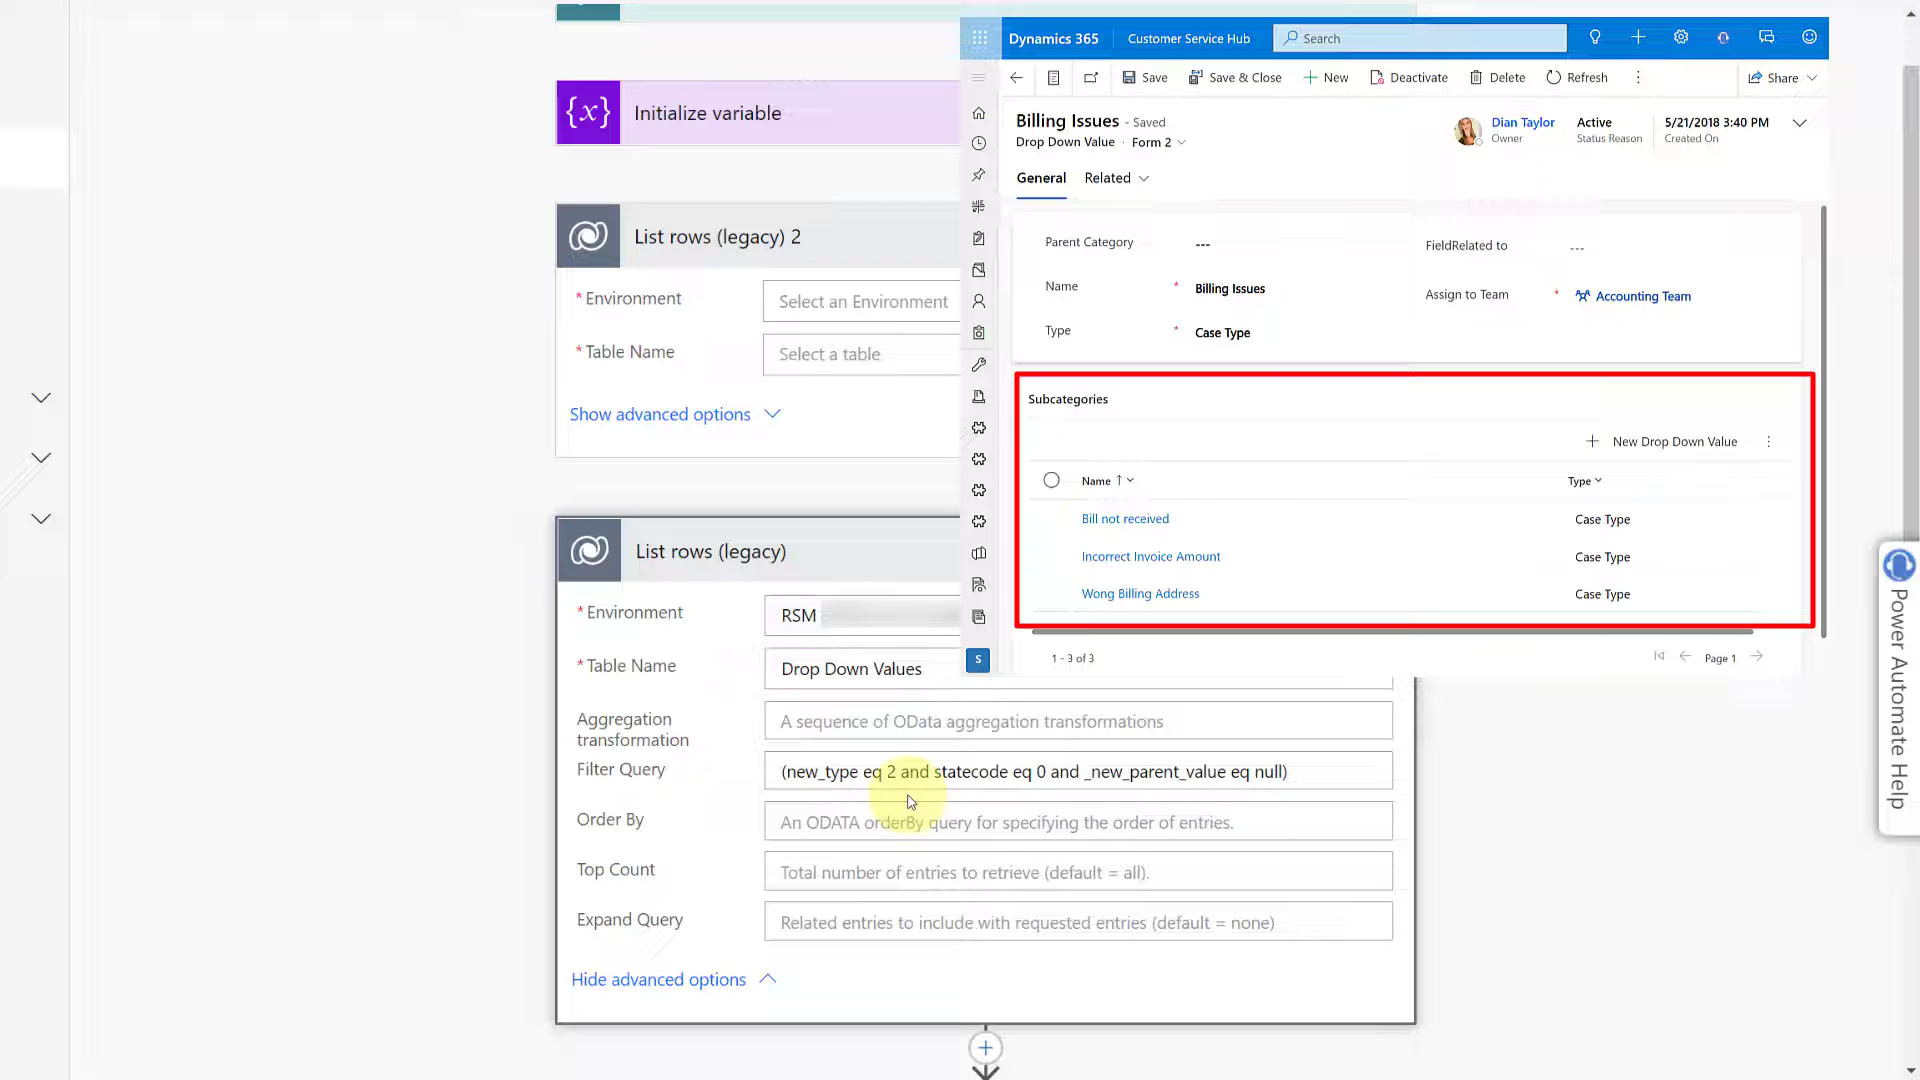 Initialize variable
List rows (legacy) 2
* Environment
Select an Environment
* Table Name
Select a table
Show advanced options
List rows (legacy)
* Environment
RSM
* Table Name
Drop Down Values
Aggregation
transformation
A sequence of OData aggregation transformations
Filter Query
(new_type eq 2 and statecode eq 0 and _new_parent_value eq null)
Order By
An ODATA orderBy query for specifying the order of entries.
Top Count
Total number of entries to retrieve (default = all).
Expand Query
Related entries to include with requested entries (default = none)
Hide advanced options
Dynamics 365
Customer Service Hub
Search
Save
Save & Close
New
Deactivate
Delete
Refresh
Share
Billing Issues - Saved
Drop Down Value · Form 2
Dian Taylor
Owner
Active
Status Reason
5/21/2018 3:40 PM
Created On
General
Related
Parent Category
---
FieldRelated to
---
Name
*
Billing Issues
Assign to Team
*
Accounting Team
Type
*
Case Type
Subcategories
New Drop Down Value
Name
Type
Bill not received
Case Type
Incorrect Invoice Amount
Case Type
Wong Billing Address
Case Type
S
1 - 3 of 3
Page 1
Power Automate Help